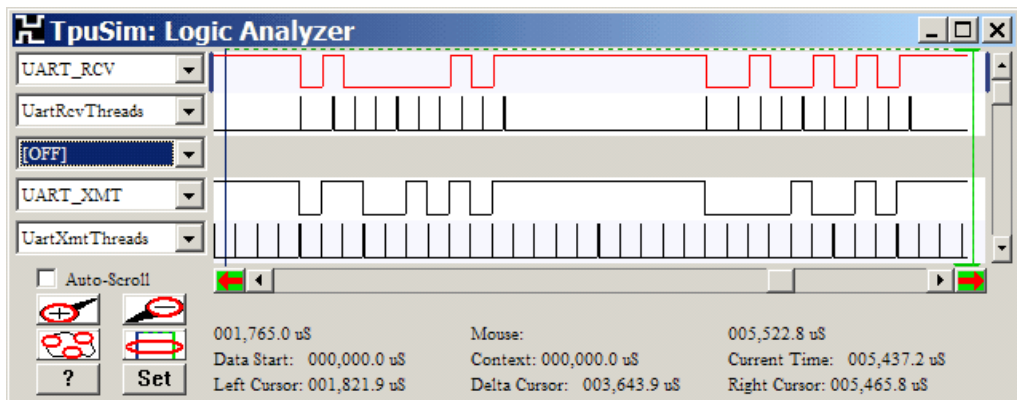 TpuSim: Logic Analyzer
UART_RCV
UartRcvThreads
[OFF]
UART_XMT
UartXmtThreads
Auto-Scroll
001,765.0 uS Mouse: 005,522.8 uS
Data Start: 000,000.0 uS Context: 000,000.0 uS Current Time: 005,437.2 uS
? Set Left Cursor: 001,821.9 uS Delta Cursor: 003,643.9 uS Right Cursor: 005,465.8 uS